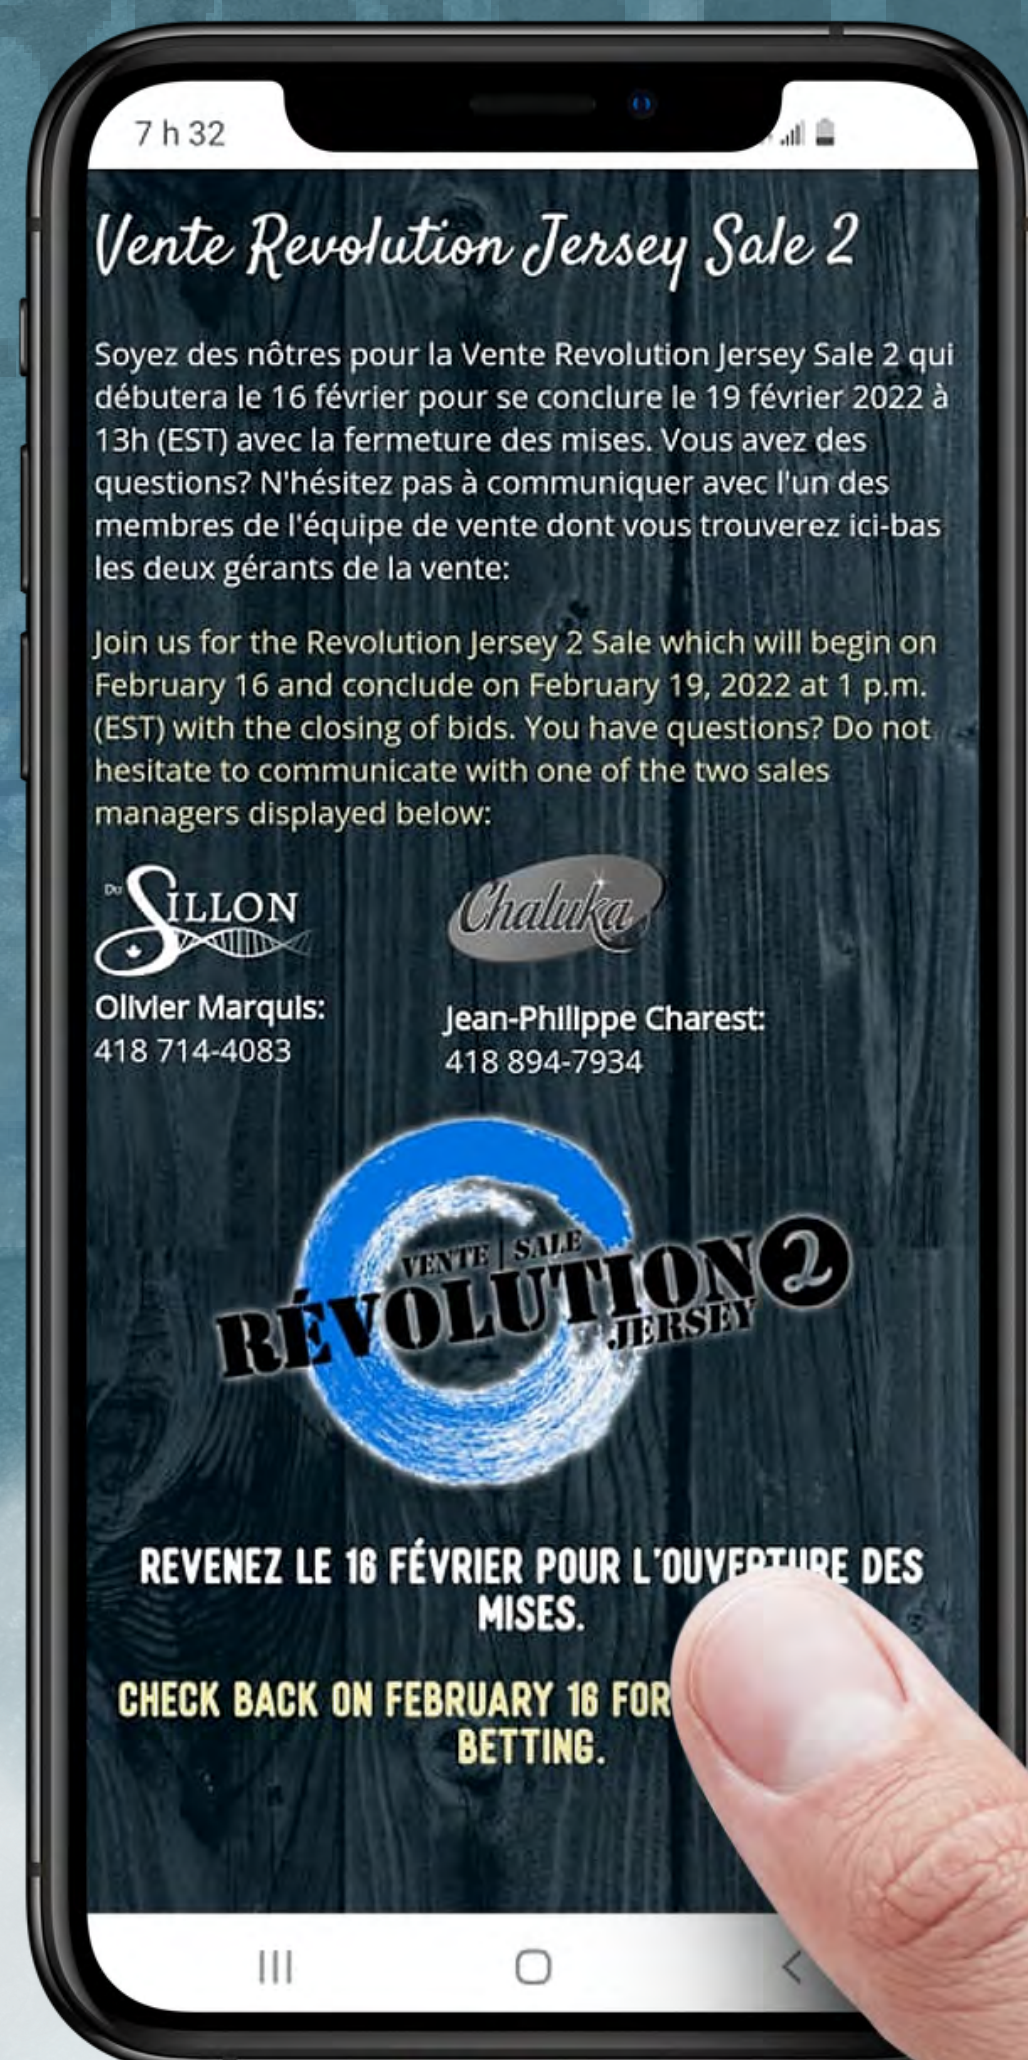 7 h 32
Vente Revolution Jersey Sale 2
Soyez des nôtres pour la Vente Revolution Jersey Sale 2 qui
débutera le 16 février pour se conclure le 19 février 2022 à
13h (EST) avec la fermeture des mises. Vous avez des
questions? N'hésitez pas à communiquer avec l'un des
membres de l'équipe de vente dont vous trouverez ici-bas
les deux gérants de la vente:
Join us for the Revolution Jersey 2 Sale which will begin on
February 16 and conclude on February 19, 2022 at 1 p.m.
(EST) with the closing of bids. You have questions? Do not
hesitate to communicate with one of the two sales
managers displayed below:
Du SILLON
Chaluka
Olivier Marquis:
418 714-4083
Jean-Philippe Charest:
418 894-7934
VENTE | SALE
RÉVOLUTION 2
JERSEY
REVENEZ LE 16 FÉVRIER POUR L'OUVERTURE DES
MISES.
CHECK BACK ON FEBRUARY 16 FOR
BETTING.